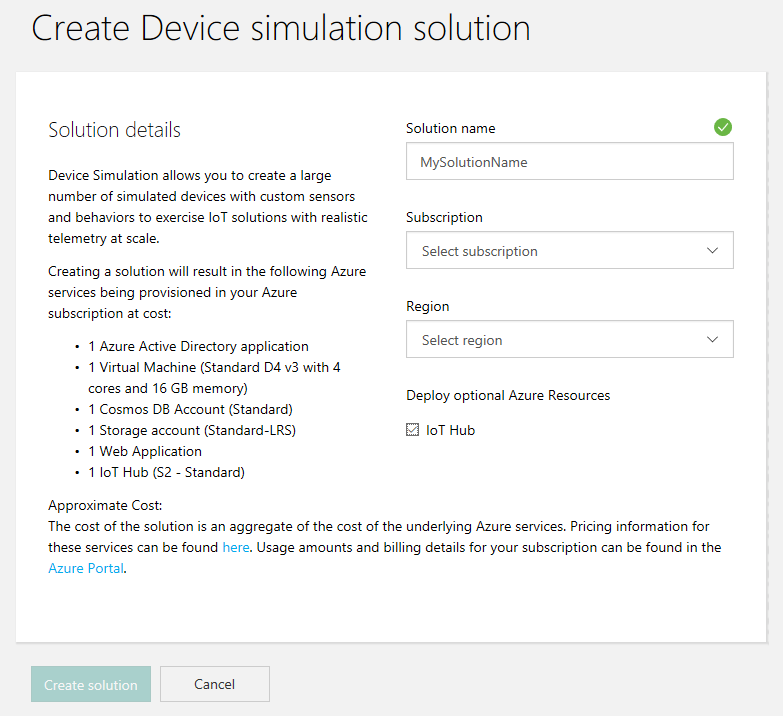 Create Device simulation solution
Solution details
Device Simulation allows you to create a large
number of simulated devices with custom sensors
and behaviors to exercise IoT solutions with realistic
telemetry at scale.
Creating a solution will result in the following Azure
services being provisioned in your Azure
subscription at cost:
• 1 Azure Active Directory application
• 1 Virtual Machine (Standard D4 v3 with 4
cores and 16 GB memory)
• 1 Cosmos DB Account (Standard)
• 1 Storage account (Standard-LRS)
• 1 Web Application
• 1 IoT Hub (S2 - Standard)
Solution name
MySolutionName
Subscription
Select subscription
Region
Select region
Deploy optional Azure Resources
IoT Hub
Approximate Cost:
The cost of the solution is an aggregate of the cost of the underlying Azure services. Pricing information for
these services can be found here. Usage amounts and billing details for your subscription can be found in the
Azure Portal.
Create solution
Cancel